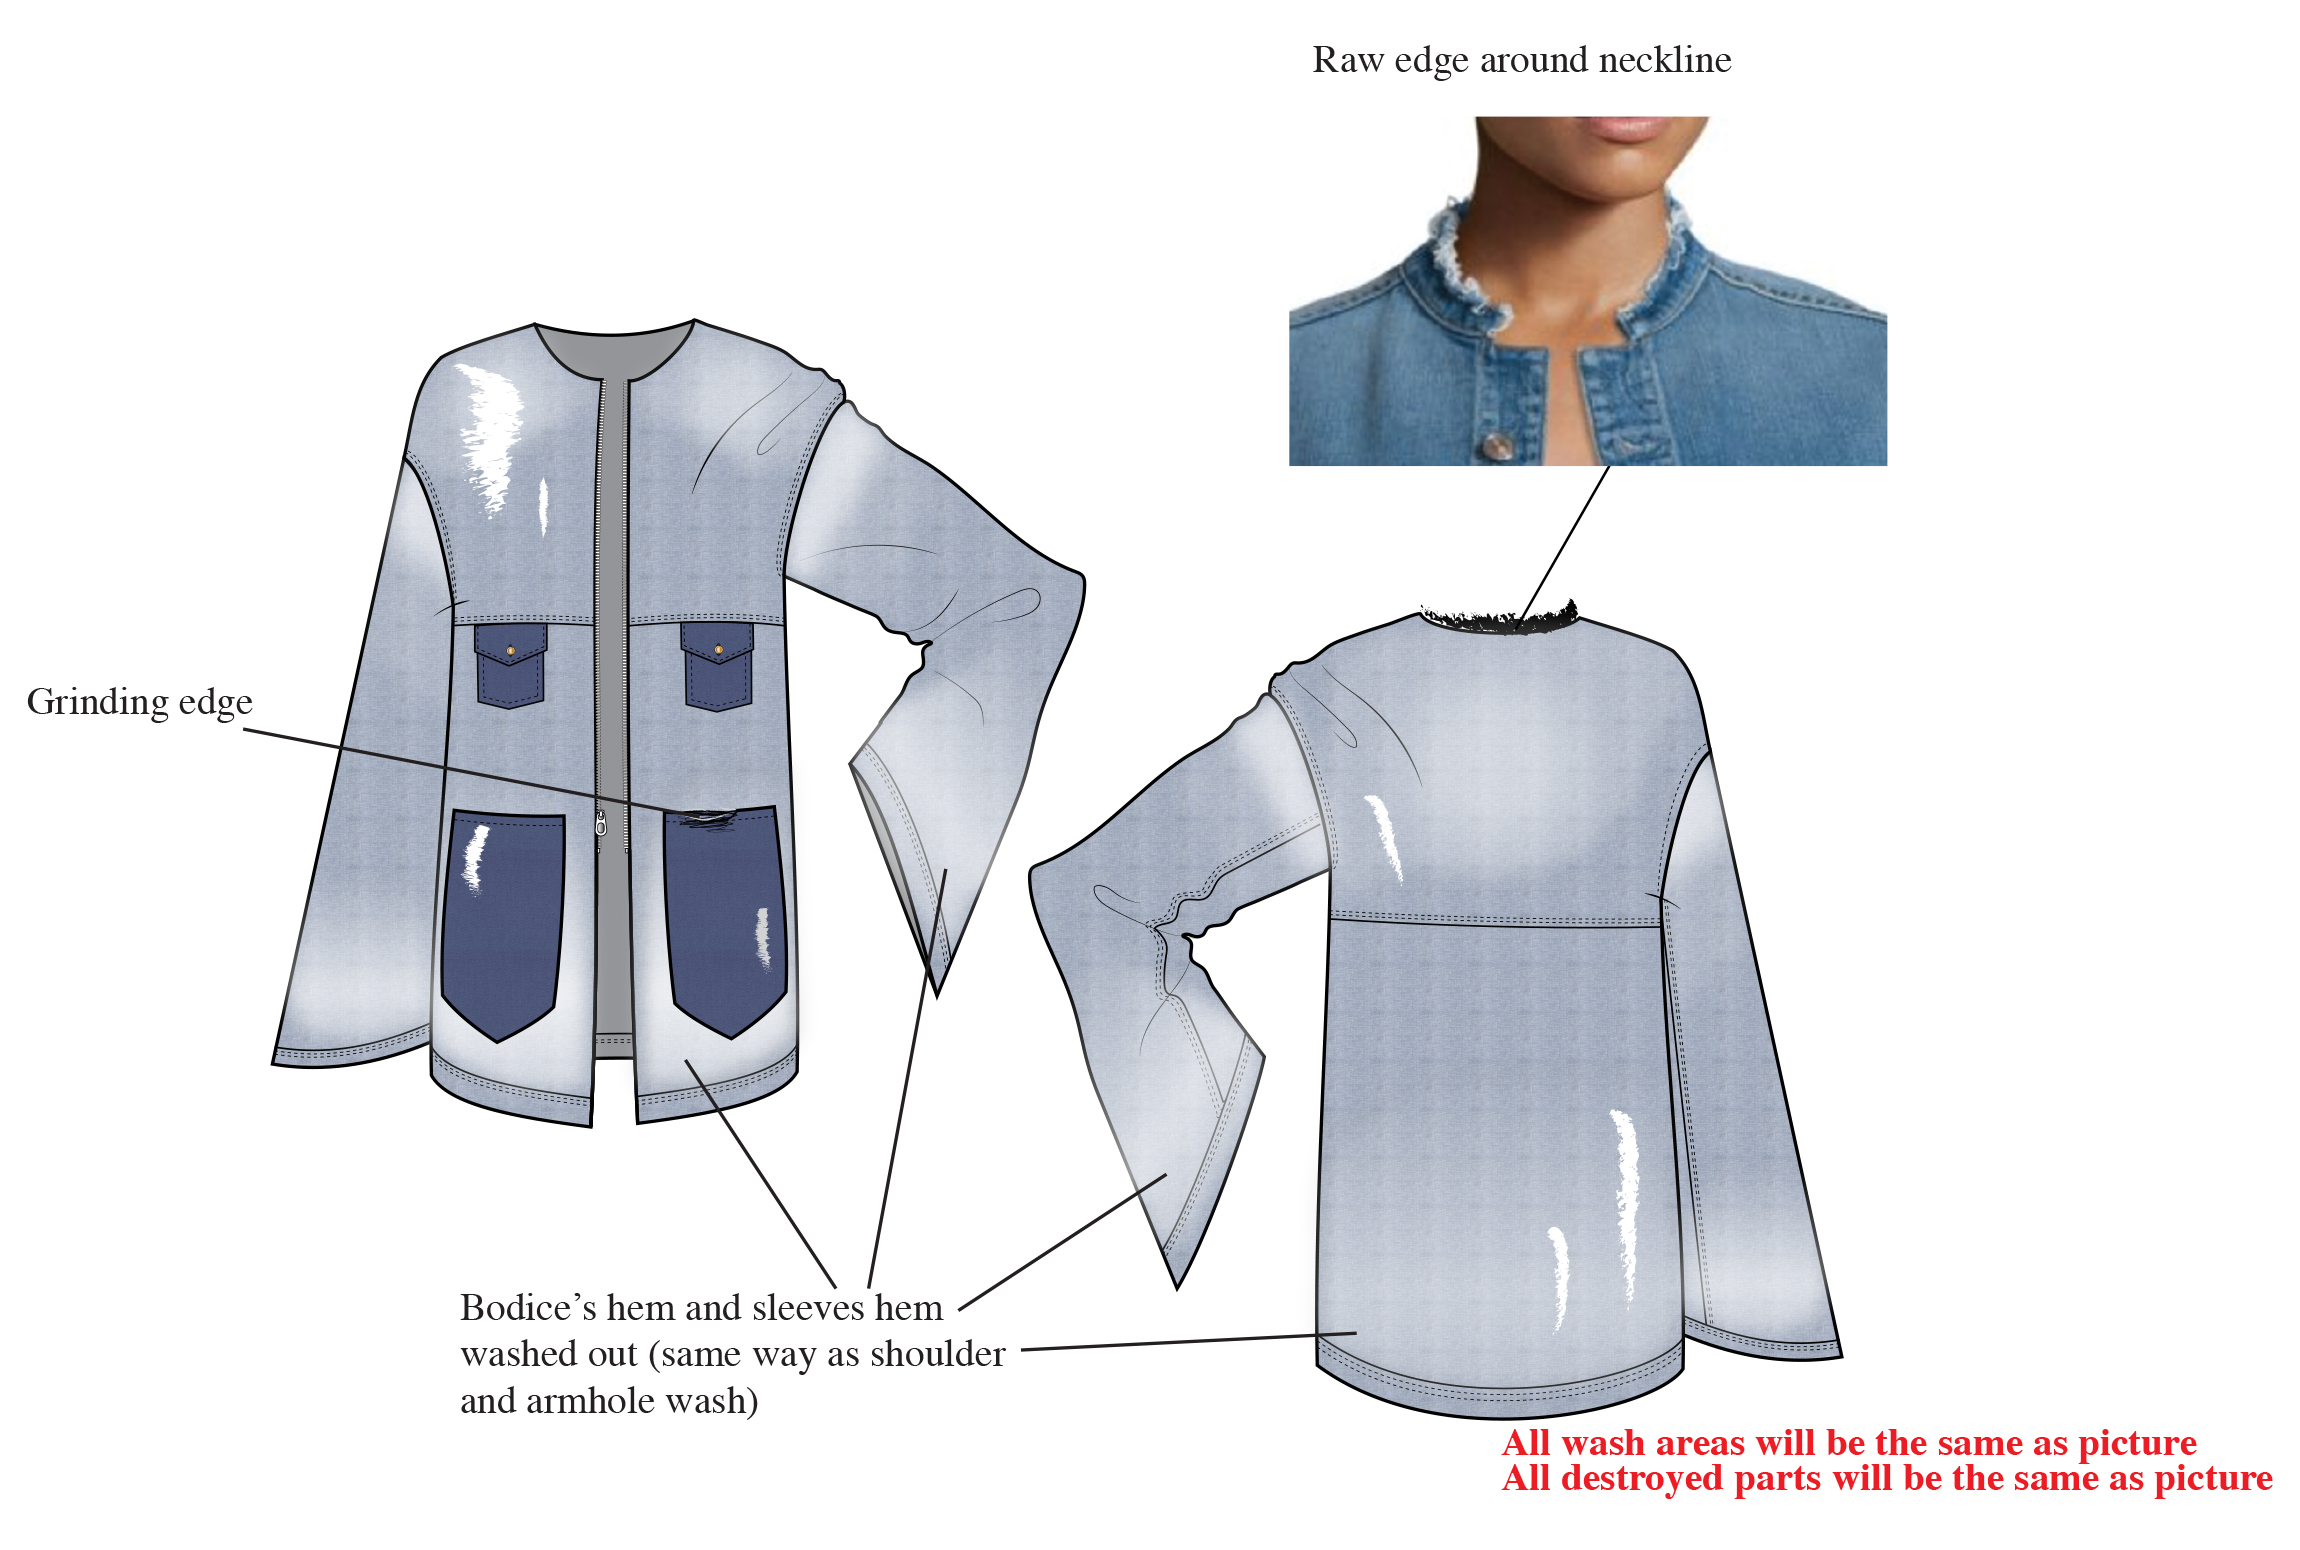 Raw edge around neckline
Grinding edge
Bodice’s hem and sleeves hem
washed out (same way as shoulder
and armhole wash)
All wash areas will be the same as picture
All destroyed parts will be the same as picture